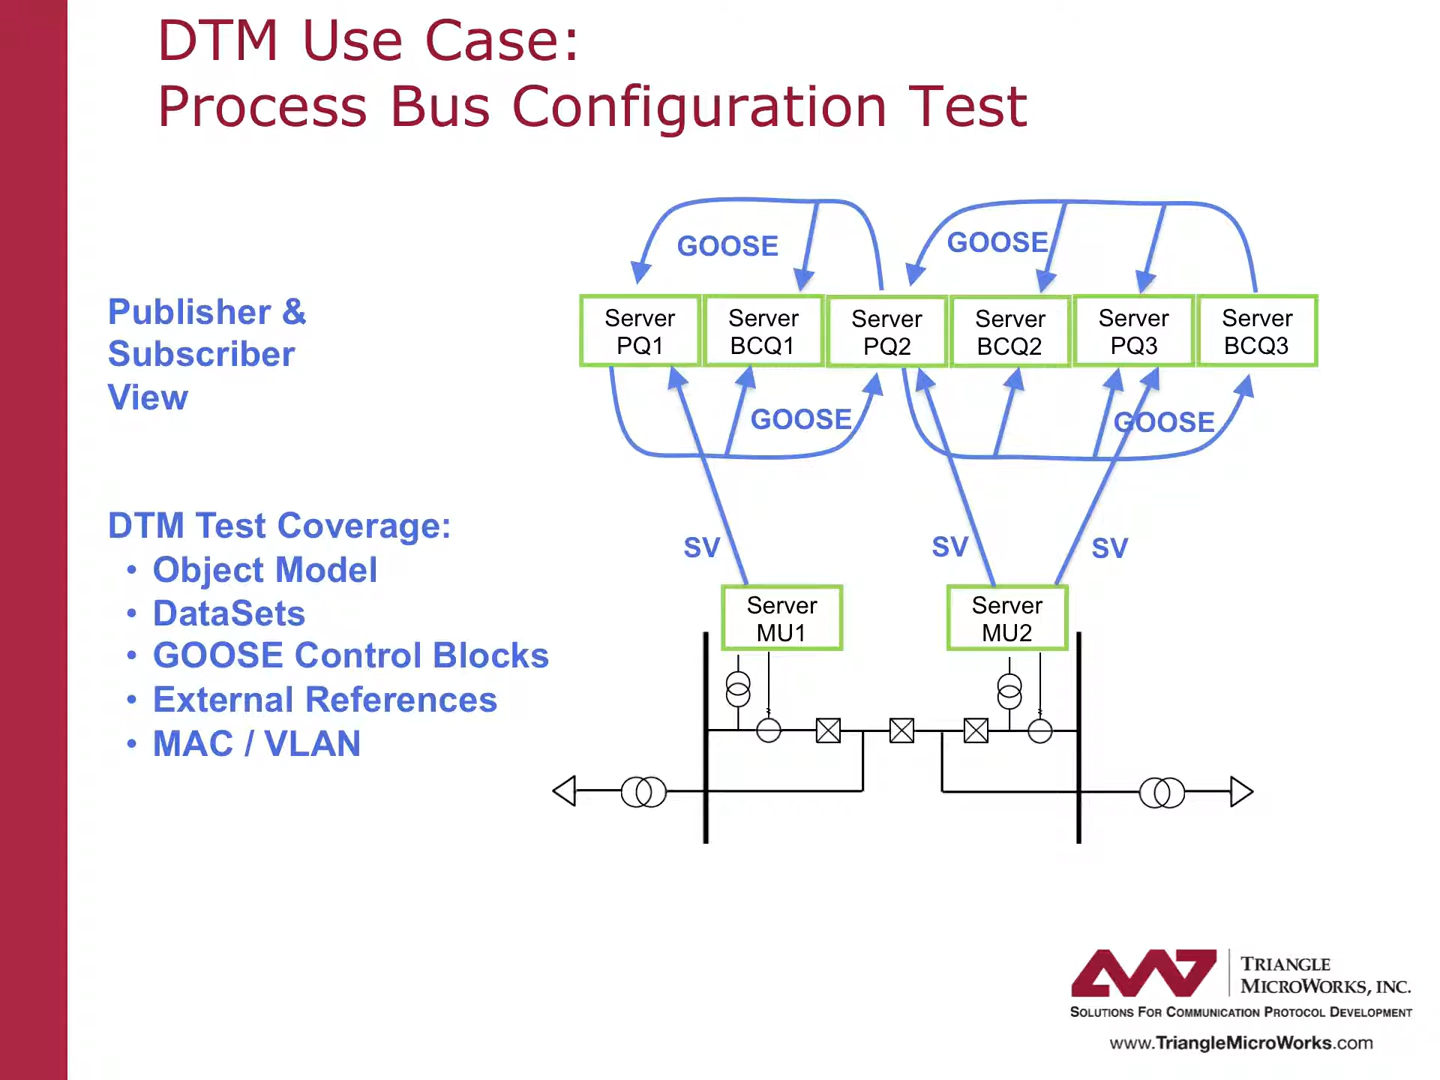 DTM Use Case:
Process Bus Configuration Test
GOOSE
GOOSE
Publisher &
Subscriber
View
Server
PQ1
Server
BCQ1
Server
PQ2
Server
BCQ2
Server
PQ3
Server
BCQ3
GOOSE
GOOSE
DTM Test Coverage:
• Object Model
• DataSets
• GOOSE Control Blocks
• External References
• MAC / VLAN
SV
SV
SV
Server
MU1
Server
MU2
TRIANGLE
MICROWORKS, INC.
SOLUTIONS FOR COMMUNICATION PROTOCOL DEVELOPMENT
www.TriangleMicroWorks.com